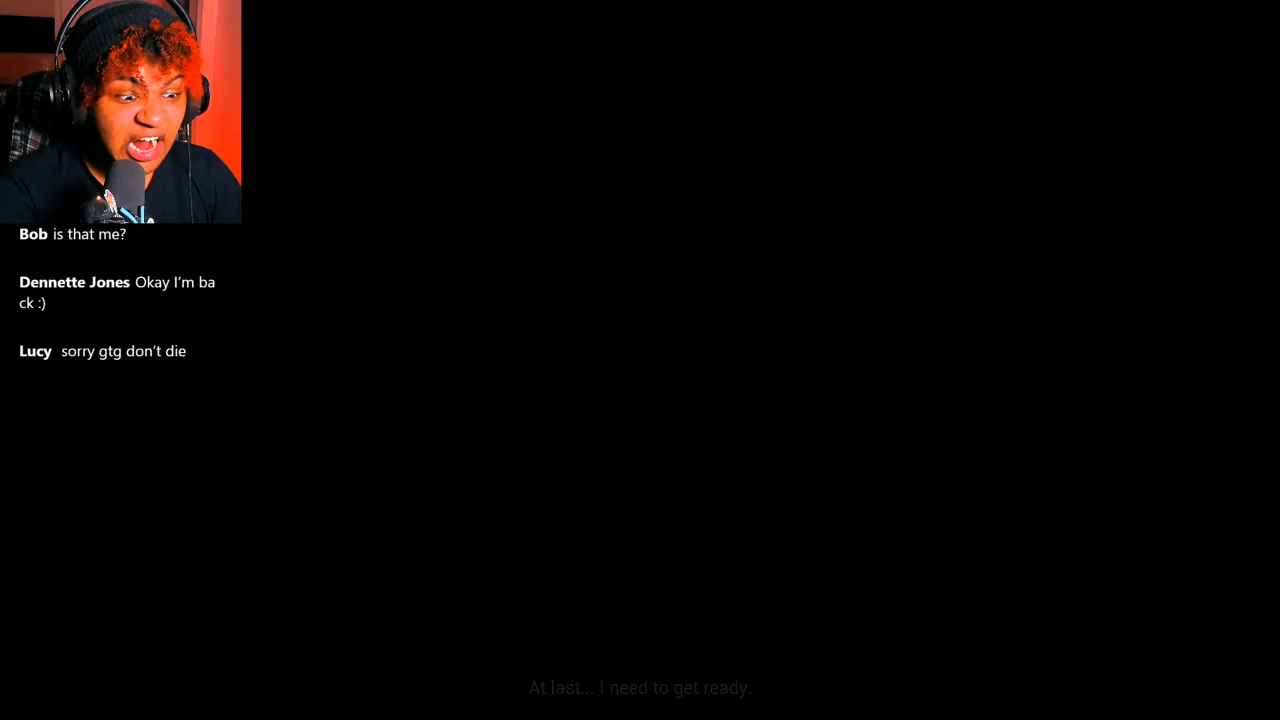 Bob is that me?
Dennette Jones Okay I’m ba
ck :)
Lucy sorry gtg don’t die
At last... I need to get ready.